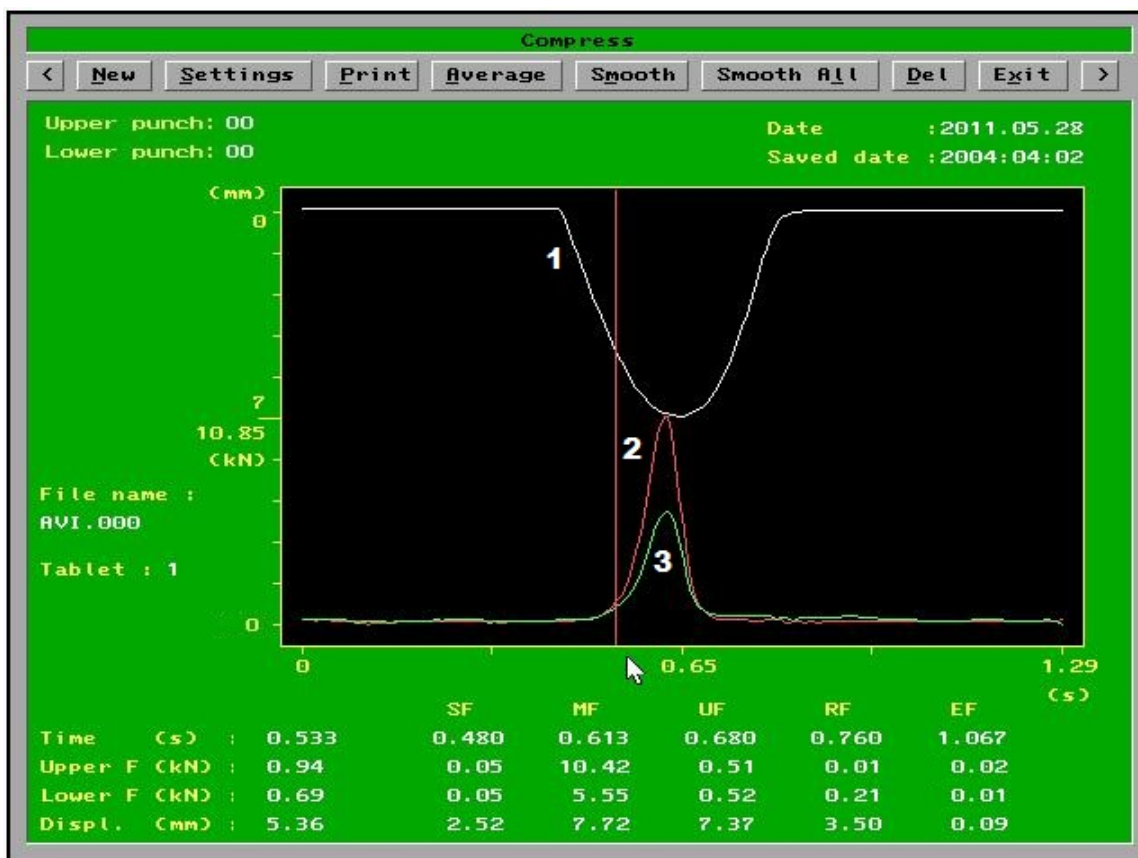 Compress
< New Settings Print Average Smooth Smooth All Del Exit >
Upper punch: 00
Lower punch: 00
Date :2011.05.28
Saved date :2004:04:02
(mm)
0
1
7
10.85
(kN)
2
File name :
AVI.000
3
Tablet : 1
0
0 0.65 1.29
(s)
SF MF UF RF EF
Time (s) : 0.533 0.480 0.613 0.680 0.760 1.067
Upper F (kN) : 0.94 0.05 10.42 0.51 0.01 0.02
Lower F (kN) : 0.69 0.05 5.55 0.52 0.21 0.01
Displ. (mm) : 5.36 2.52 7.72 7.37 3.50 0.09